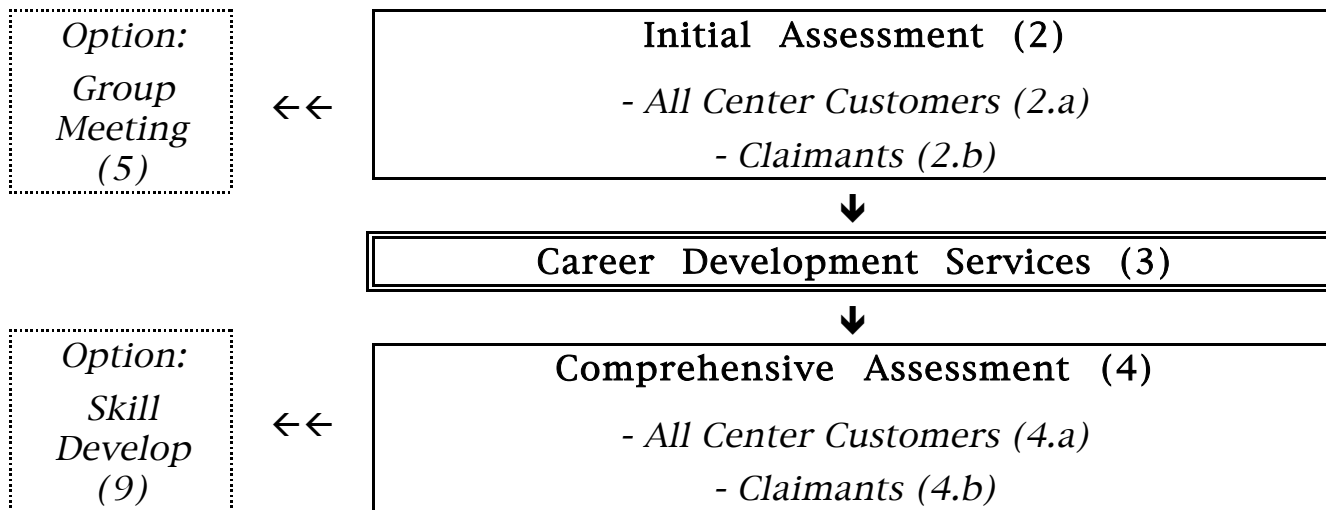 Option:
Group
Meeting
(5)
←←
Initial Assessment (2)
- All Center Customers (2.a)
- Claimants (2.b)
Career Development Services (3)
Option:
Skill
Develop
(9)
←←
Comprehensive Assessment (4)
- All Center Customers (4.a)
- Claimants (4.b)